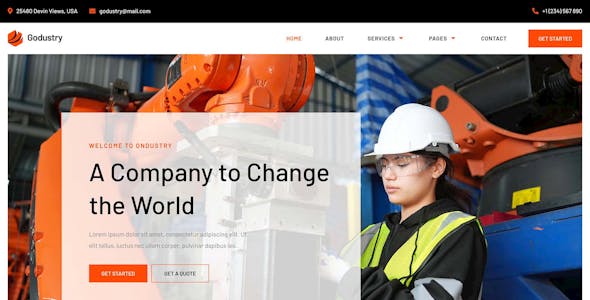 25480 Devin Views, USA
godustry@mail.com
+1 (234) 567 890
Godustry
HOME
ABOUT
SERVICES
PAGES
CONTACT
GET STARTED
WELCOME TO ONDUSTRY
A Company to Change
the World
Lorem ipsum dolor sit amet, consectetur adipiscing elit. Ut
elit tellus, luctus nec ullam corper, pulvinar dapibus leo.
GET STARTED
GET A QUOTE